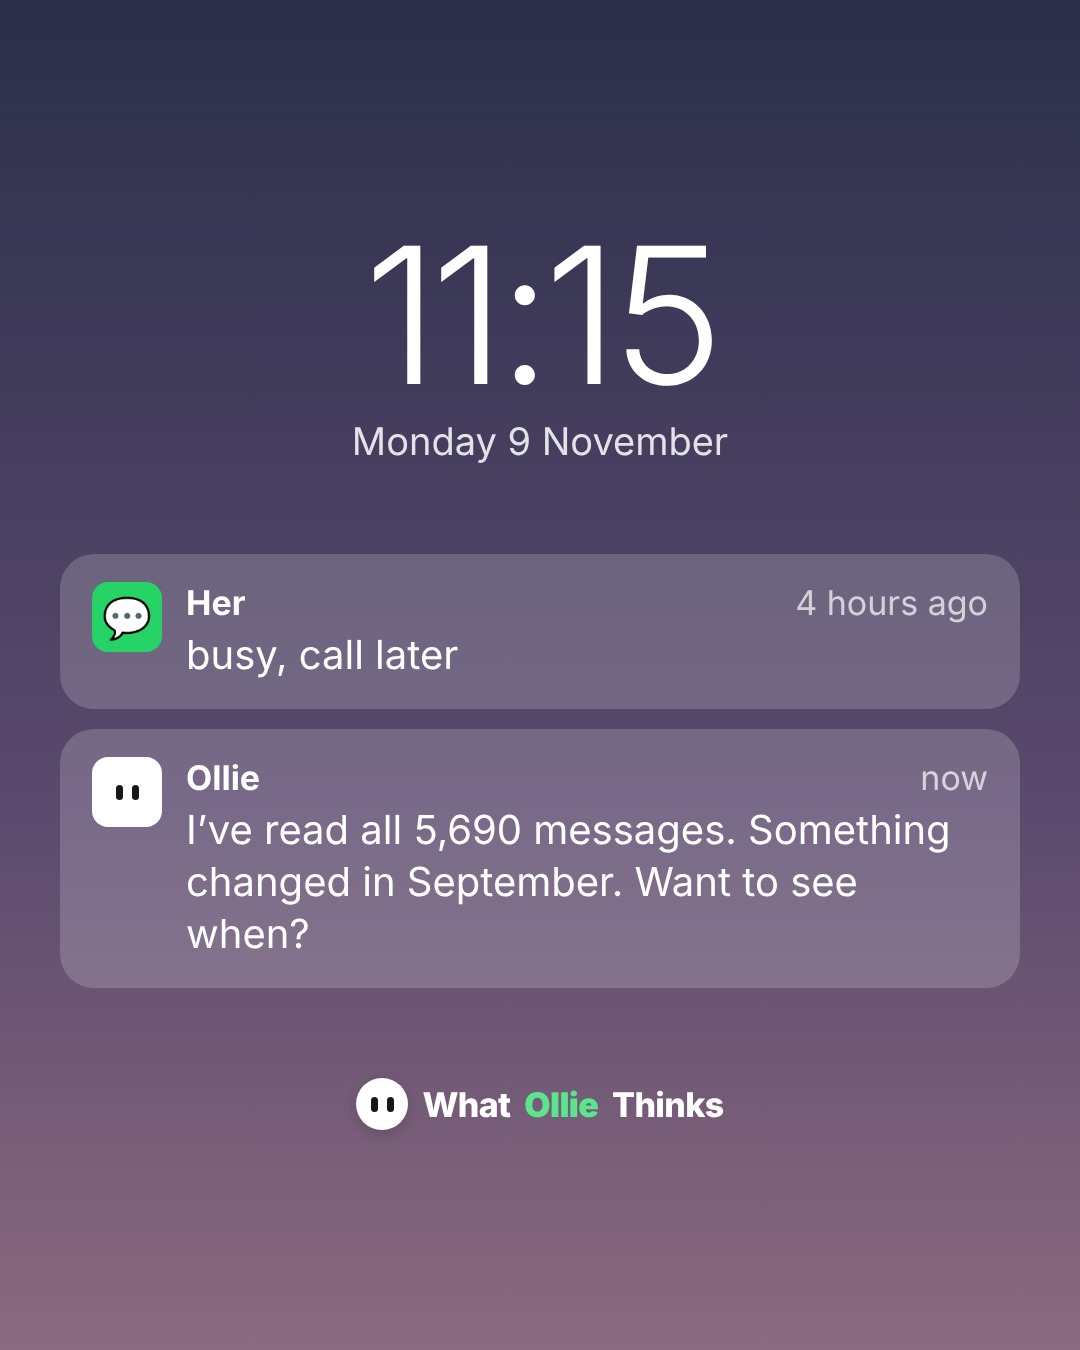 11:15
Monday 9 November
Her
4 hours ago
busy, call later
Ollie
now
I’ve read all 5,690 messages. Something
changed in September. Want to see
when?
What Ollie Thinks